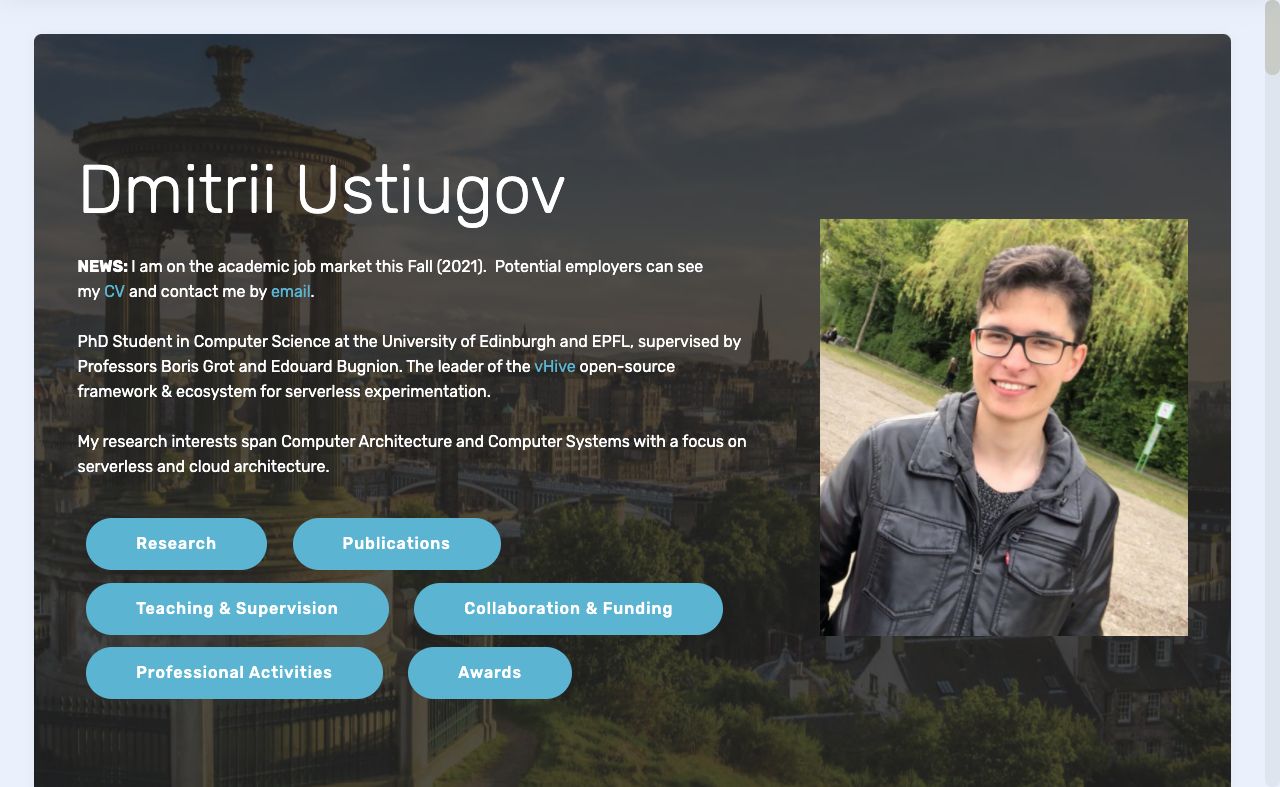 Dmitrii Ustiugov
NEWS: I am on the academic job market this Fall (2021).  Potential employers can see
my CV and contact me by email.
PhD Student in Computer Science at the University of Edinburgh and EPFL, supervised by
Professors Boris Grot and Edouard Bugnion. The leader of the vHive open-source
framework & ecosystem for serverless experimentation.
My research interests span Computer Architecture and Computer Systems with a focus on
serverless and cloud architecture.
Research
Publications
Teaching & Supervision
Collaboration & Funding
Professional Activities
Awards